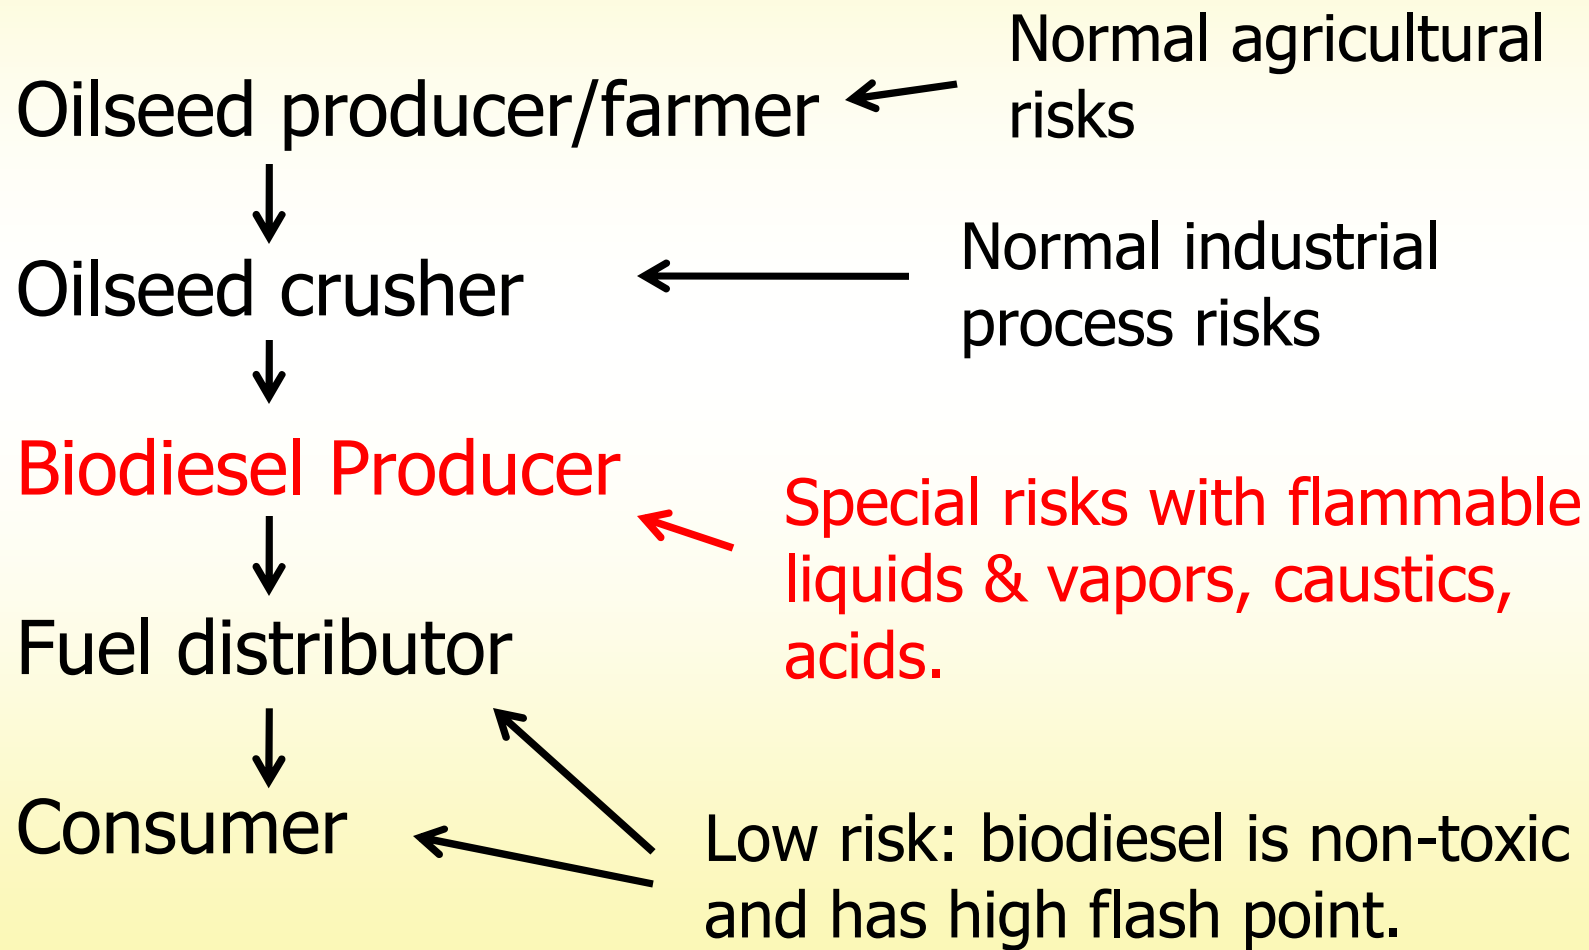 Normal agricultural
risks
Oilseed producer/farmer
Normal industrial
process risks
Oilseed crusher
Biodiesel Producer
Special risks with flammable
liquids & vapors, caustics,
acids.
Fuel distributor
Consumer
Low risk: biodiesel is non-toxic
and has high flash point.